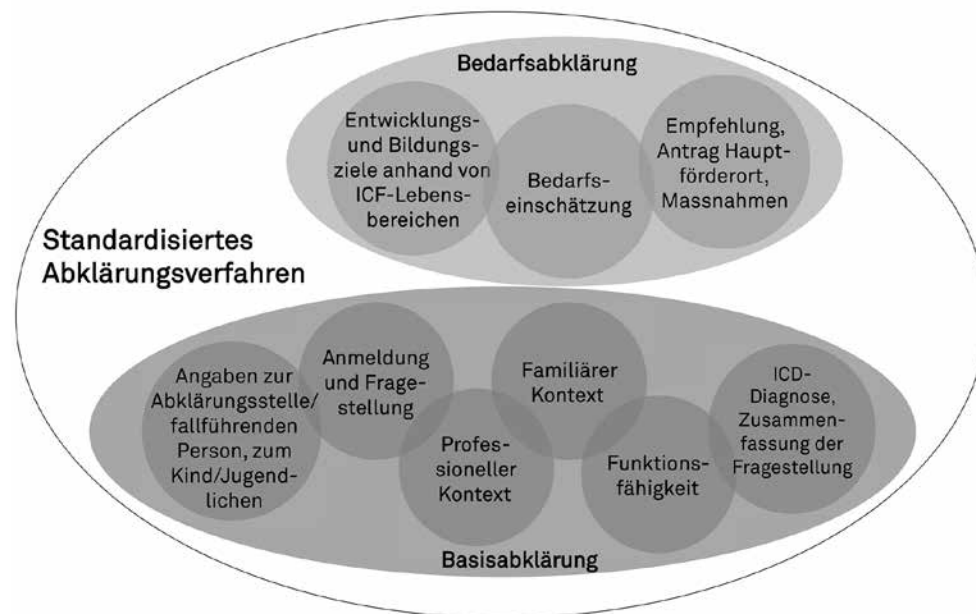 Bedarfsabklärung
Entwicklungs-
und Bildungs-
ziele anhand von
ICF-Lebens-
bereichen
Bedarfs-
einschätzung
Empfehlung,
Antrag Haupt-
förderort,
Massnahmen
Standardisiertes
Abklärungsverfahren
Angaben zur
Abklärungsstelle/
fallführenden
Person, zum
Kind/Jugend-
lichen
Anmeldung
und Frage-
stellung
Profes-
sioneller
Kontext
Familiärer
Kontext
Funktions-
fähigkeit
ICD-
Diagnose,
Zusammen-
fassung der
Fragestellung
Basisabklärung